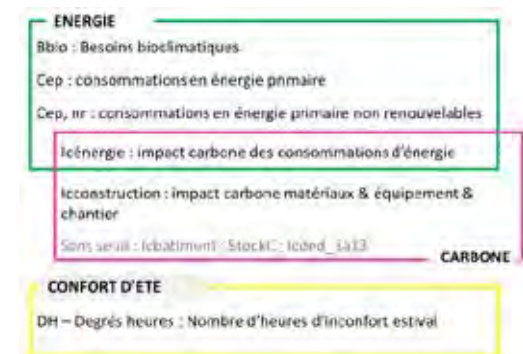 ENERGIE
Bbio : Besoins bioclimatiques
Cep : consommations en énergie primaire
Cep, nr : consommations en énergie primaire non renouvelables
Icénergie : impact carbone des consommations d'énergie
Icconstruction : impact carbone matériaux & équipement &
chantier
Sans seuil : Icbatiment
CARBONE
CONFORT D'ETE
DH – Degrés heures : Nombre d'heures d'inconfort estival